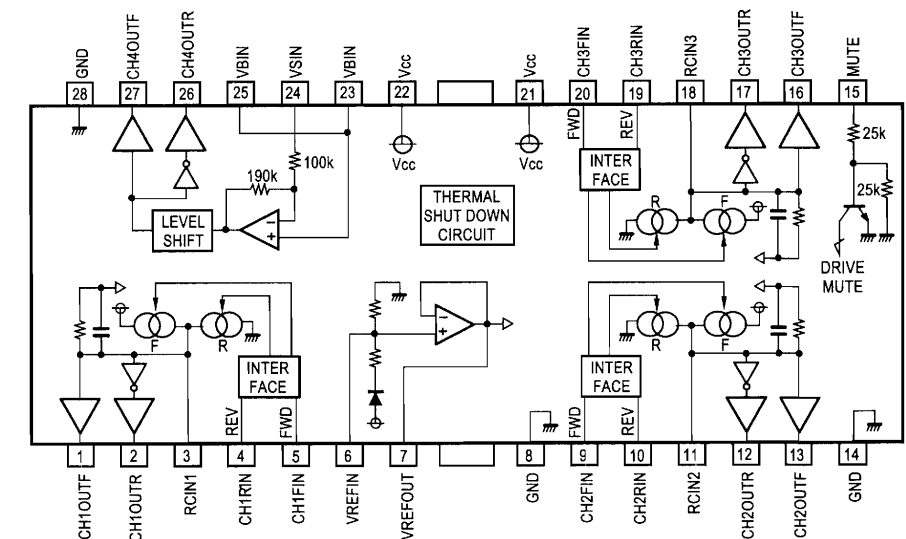 GND
CH4OUTF
CH4OUTR
VBIN
VSIN
VBIN
Vcc
Vcc
CH3FIN
CH3RIN
RCIN3
CH3OUTR
CH3OUTF
MUTE
28
27
26
25
24
23
22
21
20
19
18
17
16
15
FWD
REV
25k
Vcc
Vcc
INTER
FACE
100k
190k
25k
THERMAL
SHUT DOWN
CIRCUIT
R
F
LEVEL
SHIFT
-
+
DRIVE
MUTE
F
R
-
+
R
F
INTER
FACE
INTER
FACE
REV
FWD
FWD
REV
1
2
3
4
5
6
7
8
9
10
11
12
13
14
CH1OUTF
CH1OUTR
RCIN1
CH1RIN
CH1FIN
VREFIN
VREFOUT
GND
CH2FIN
CH2RIN
RCIN2
CH2OUTR
CH2OUTF
GND